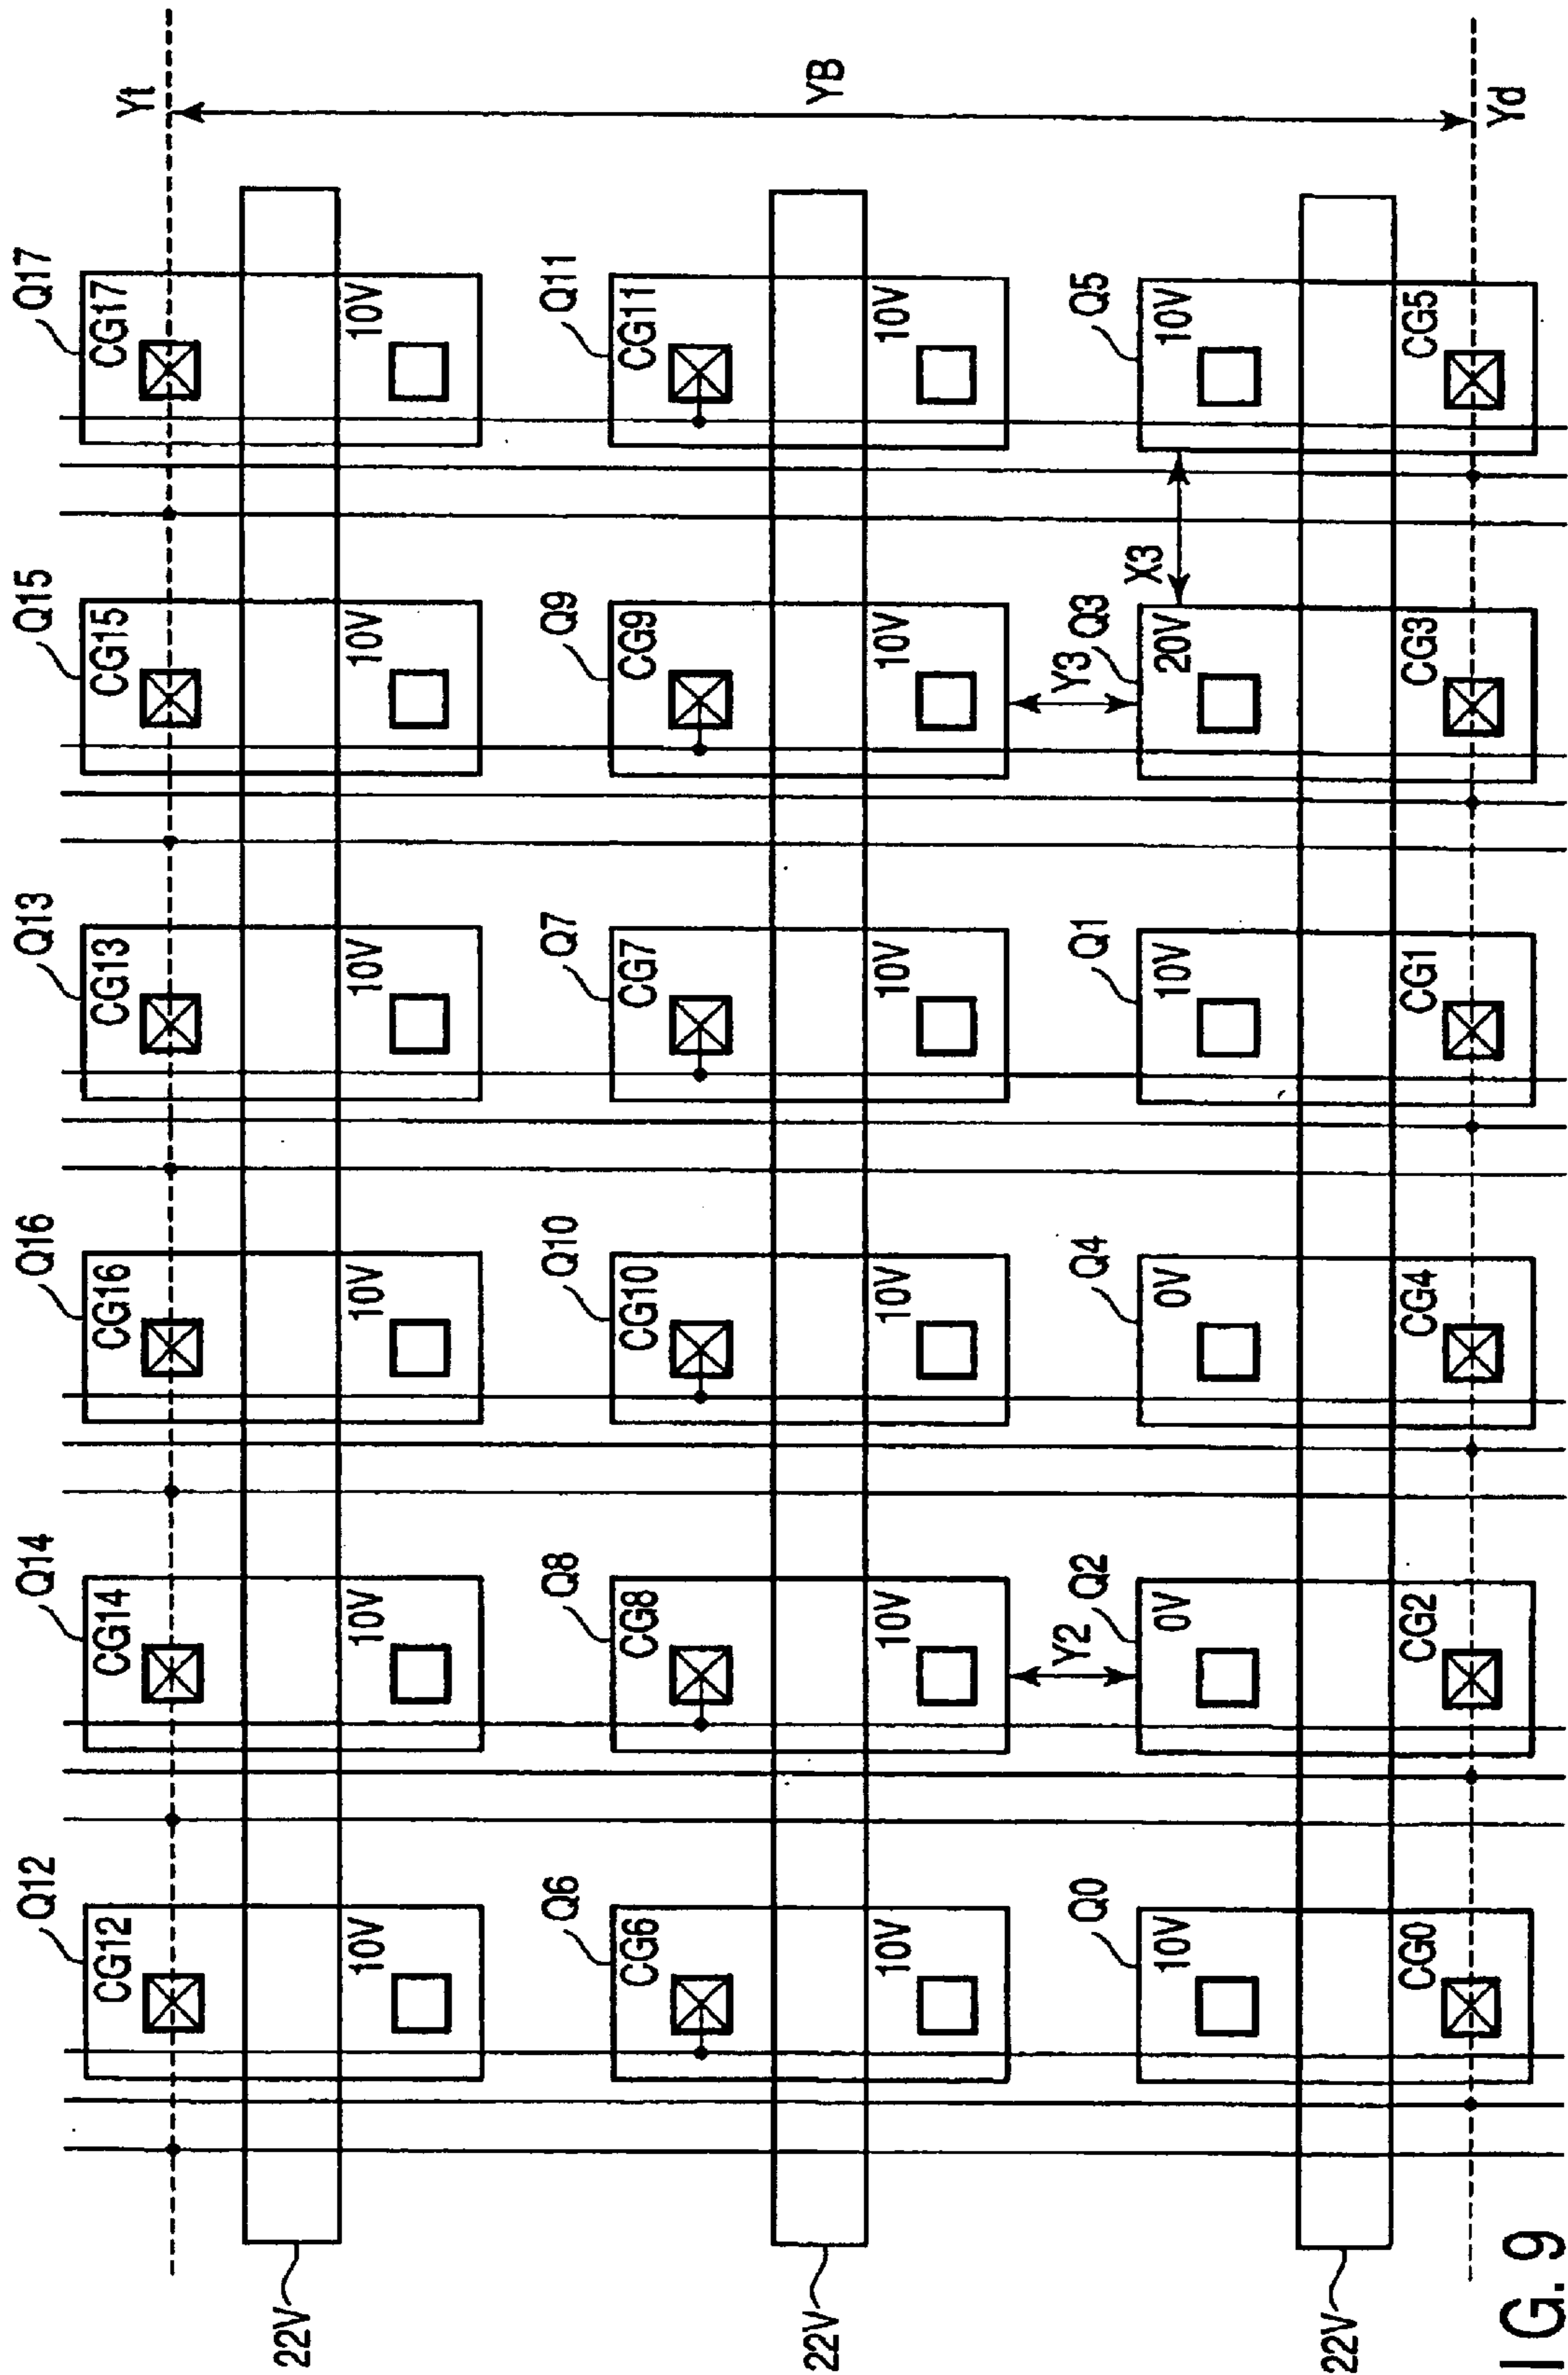 Q12 Q14 Q16 Q13 Q15 Q17
CG12 CG14 CG16 CG13 CG15 CG17 Yt
22V
10V 10V 10V 10V 10V 10V
Q6 Q8 Q10 Q7 Q9 Q11
CG6 CG8 CG10 CG7 CG9 CG11
22V YB
10V 10V 10V 10V 10V 10V
Q0 Y2 Q2 Q4 Q1 Y3 Q3 Q5
X3
10V 0V 0V 10V 20V 10V
22V
CG0 CG2 CG4 CG1 CG3 CG5
Yd
IG. 9